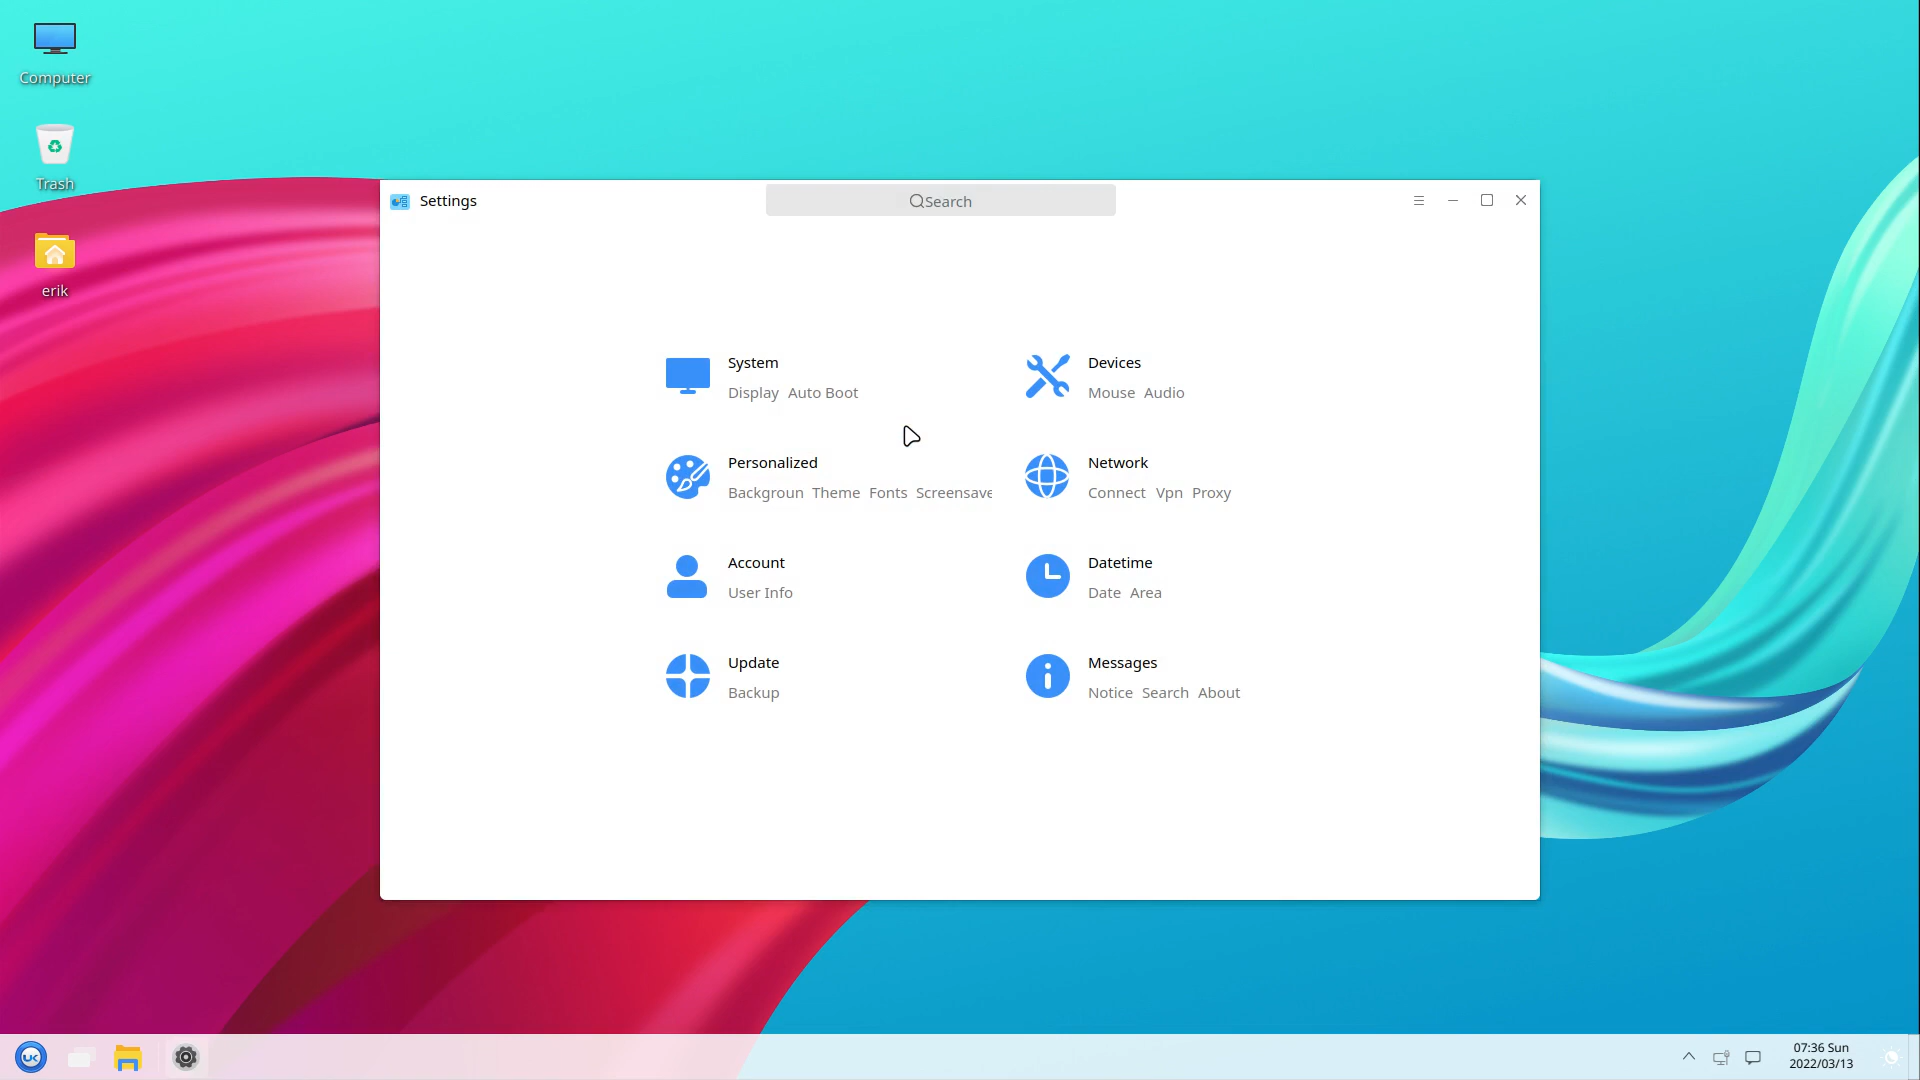 Computer
Trash
erik
Settings
Search
System
Display Auto Boot
Devices
Mouse Audio
Personalized
Backgroun Theme Fonts Screensave
Network
Connect Vpn Proxy
Account
User Info
Datetime
Date Area
Update
Backup
Messages
Notice Search About
UK
07:36 Sun
2022/03/13